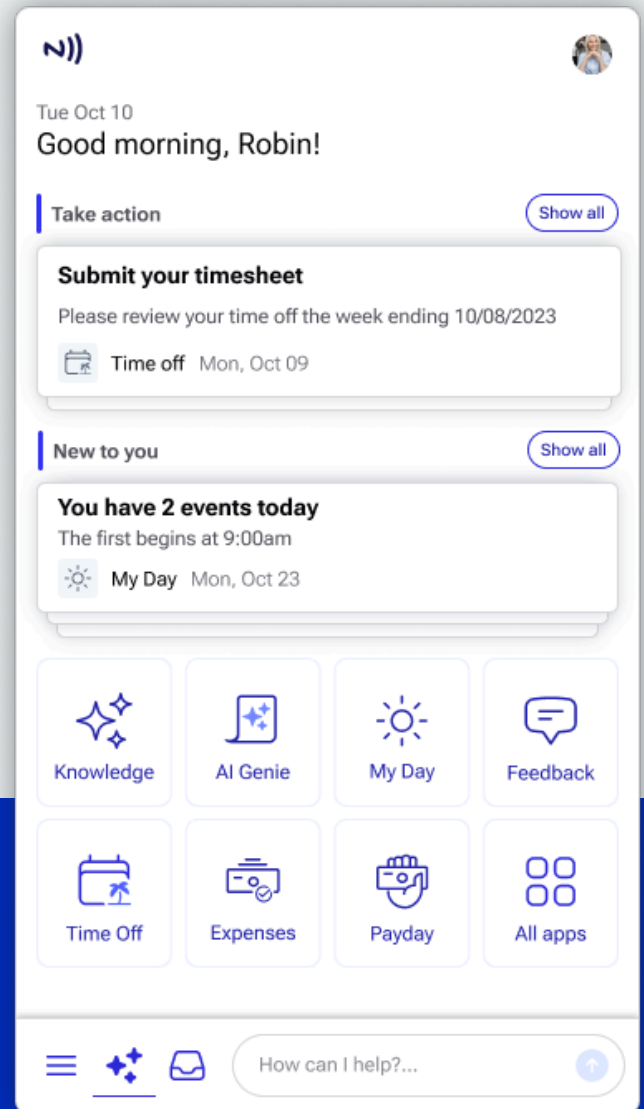 Tue Oct 10
Good morning, Robin!
Take action
Show all
Submit your timesheet
Please review your time off the week ending 10/08/2023
Time off Mon, Oct 09
New to you
Show all
You have 2 events today
The first begins at 9:00am
My Day Mon, Oct 23
Knowledge AI Genie My Day Feedback
Time Off Expenses Payday All apps
How can I help?...